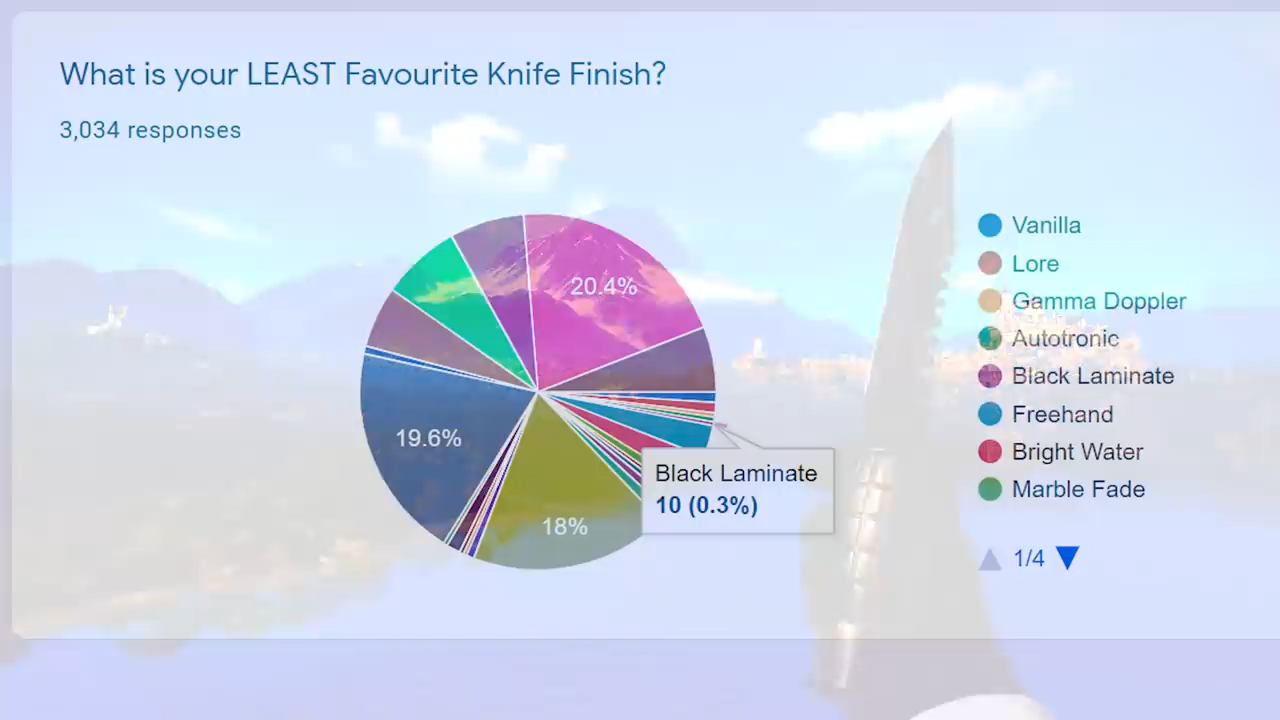 What is your LEAST Favourite Knife Finish?
3,034 responses
20.4%
19.6%
18%
Black Laminate
10 (0.3%)
Vanilla
Lore
Gamma Doppler
Autotronic
Black Laminate
Freehand
Bright Water
Marble Fade
1/4